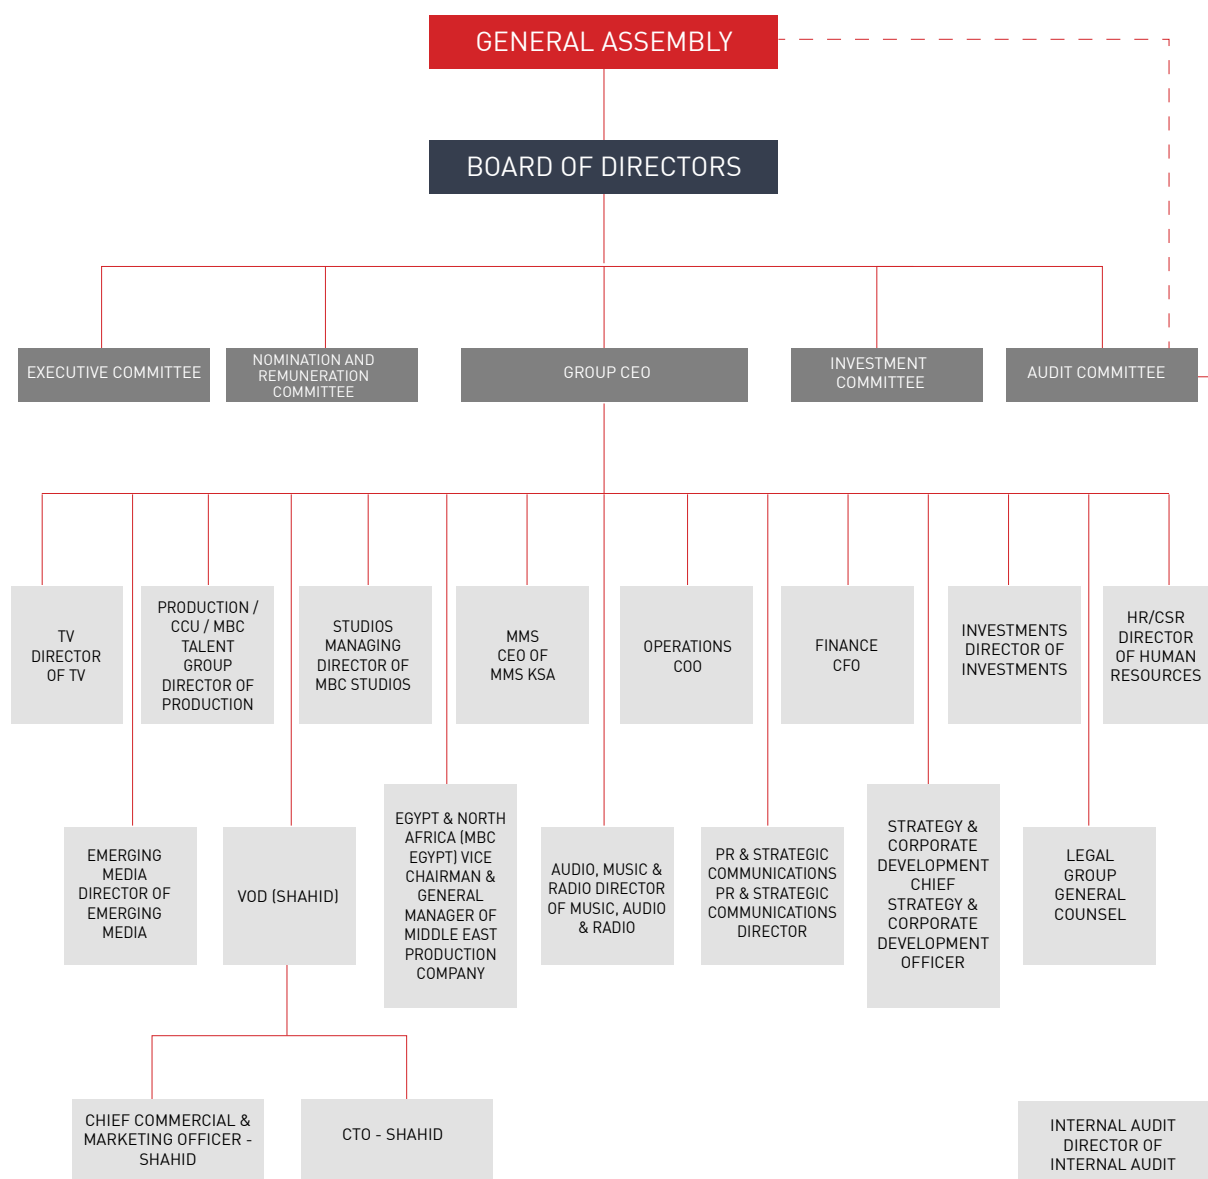 GENERAL ASSEMBLY
BOARD OF DIRECTORS
EXECUTIVE COMMITTEE
NOMINATION AND
REMUNERATION
COMMITTEE
GROUP CEO
INVESTMENT
COMMITTEE
AUDIT COMMITTEE
TV
DIRECTOR
OF TV
PRODUCTION /
CCU / MBC
TALENT
GROUP
DIRECTOR OF
PRODUCTION
STUDIOS
MANAGING
DIRECTOR OF
MBC STUDIOS
MMS
CEO OF
MMS KSA
OPERATIONS
COO
FINANCE
CFO
INVESTMENTS
DIRECTOR OF
INVESTMENTS
HR/CSR
DIRECTOR
OF HUMAN
RESOURCES
EMERGING
MEDIA
DIRECTOR OF
EMERGING
MEDIA
VOD (SHAHID)
EGYPT & NORTH
AFRICA (MBC
EGYPT) VICE
CHAIRMAN &
GENERAL
MANAGER OF
MIDDLE EAST
PRODUCTION
COMPANY
AUDIO, MUSIC &
RADIO DIRECTOR
OF MUSIC, AUDIO
& RADIO
PR & STRATEGIC
COMMUNICATIONS
PR & STRATEGIC
COMMUNICATIONS
DIRECTOR
STRATEGY &
CORPORATE
DEVELOPMENT
CHIEF
STRATEGY &
CORPORATE
DEVELOPMENT
OFFICER
LEGAL
GROUP
GENERAL
COUNSEL
CHIEF COMMERCIAL &
MARKETING OFFICER -
SHAHID
CTO - SHAHID
INTERNAL AUDIT
DIRECTOR OF
INTERNAL AUDIT